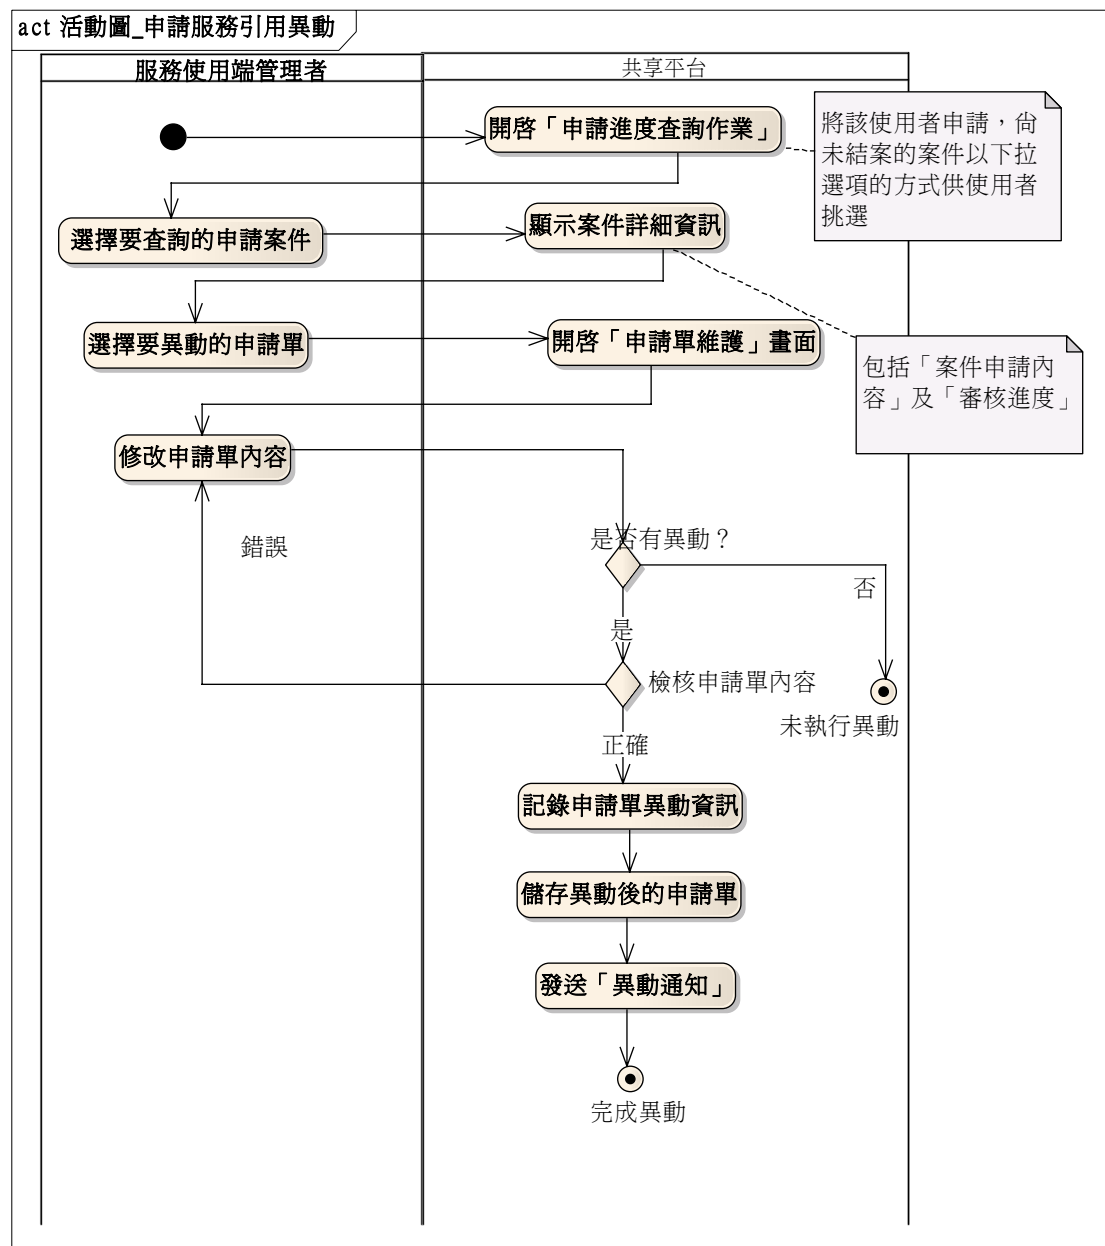 act 活動圖_申請服務引用異動
服務使用端管理者
共享平台
開啓「申請進度查詢作業」
將該使用者申請，尙
未結案的案件以下拉
選項的方式供使用者
挑選
選擇要查詢的申請案件
顯示案件詳細資訊
選擇要異動的申請單
開啓「申請單維護」畫面
包括「案件申請內
容」及「審核進度」
修改申請單內容
錯誤
是否有異動？
否
是
檢核申請單內容
未執行異動
正確
記錄申請單異動資訊
儲存異動後的申請單
發送「異動通知」
完成異動